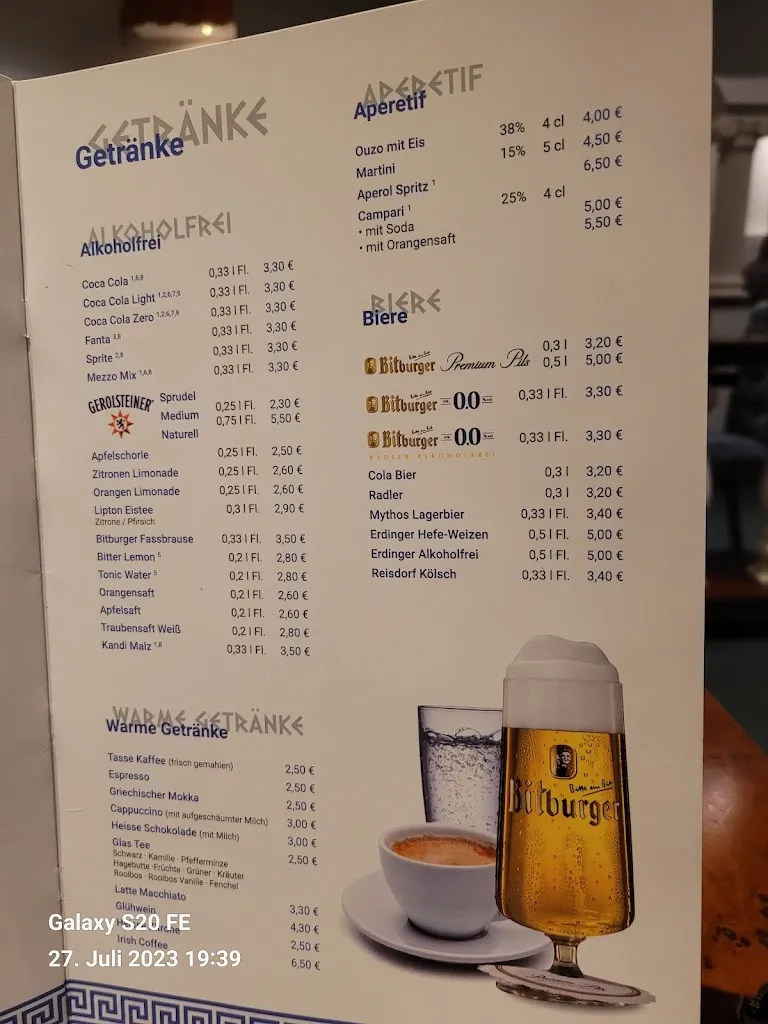 GETRÄNKE
Getränke
ALKOHOLFREI
Alkoholfrei
Coca Cola 1,6,8 0,33 l Fl. 3,30 €
Coca Cola Light 1,2,6,7,9 0,33 l Fl. 3,30 €
Coca Cola Zero 1,2,6,7,9 0,33 l Fl. 3,30 €
Fanta 3,8 0,33 l Fl. 3,30 €
Sprite 2,8 0,33 l Fl. 3,30 €
Mezzo Mix 1,6,8 0,33 l Fl. 3,30 €
GEROLSTEINER
Sprudel 0,25 l Fl. 2,30 €
Medium 0,75 l Fl. 5,50 €
Naturell
Apfelschorle 0,25 l Fl. 2,50 €
Zitronen Limonade 0,25 l Fl. 2,60 €
Orangen Limonade 0,25 l Fl. 2,60 €
Lipton Eistee 0,3 l Fl. 2,90 €
Zitrone / Pfirsich
Bitburger Fassbrause 0,33 l Fl. 3,50 €
Bitter Lemon 5 0,2 l Fl. 2,80 €
Tonic Water 5 0,2 l Fl. 2,80 €
Orangensaft 0,2 l Fl. 2,60 €
Apfelsaft 0,2 l Fl. 2,60 €
Traubensaft Weiß 0,2 l Fl. 2,80 €
Kandi Malz 1,8 0,33 l Fl. 3,50 €
WARME GETRÄNKE
Warme Getränke
Tasse Kaffee (frisch gemahlen) 2,50 €
Espresso 2,50 €
Griechischer Mokka 2,50 €
Cappuccino (mit aufgeschäumter Milch) 3,00 €
Heisse Schokolade (mit Milch) 3,00 €
Glas Tee 2,50 €
Schwarz · Kamille · Pfefferminze
Hagebutte · Früchte · Grüner · Kräuter
Rooibos · Rooibos Vanille · Fenchel
Latte Macchiato 3,30 €
Glühwein 4,30 €
2,50 €
Irish Coffee 6,50 €
APERETIF
Aperetif
Ouzo mit Eis 38% 4 cl 4,00 €
Martini 15% 5 cl 4,50 €
Aperol Spritz 1 6,50 €
Campari 1 25% 4 cl
• mit Soda 5,00 €
• mit Orangensaft 5,50 €
BIERE
Biere
Bitburger Premium Pils 0,3 l 3,20 €
0,5 l 5,00 €
Bitburger 0,0 0,33 l Fl. 3,30 €
Bitburger 0,0 0,33 l Fl. 3,30 €
RADLER ALKOHOLFREI
Cola Bier 0,3 l 3,20 €
Radler 0,3 l 3,20 €
Mythos Lagerbier 0,33 l Fl. 3,40 €
Erdinger Hefe-Weizen 0,5 l Fl. 5,00 €
Erdinger Alkoholfrei 0,5 l Fl. 5,00 €
Reisdorf Kölsch 0,33 l Fl. 3,40 €
Bitte ein Bit
Bitburger
Galaxy S20 FE
27. Juli 2023 19:39